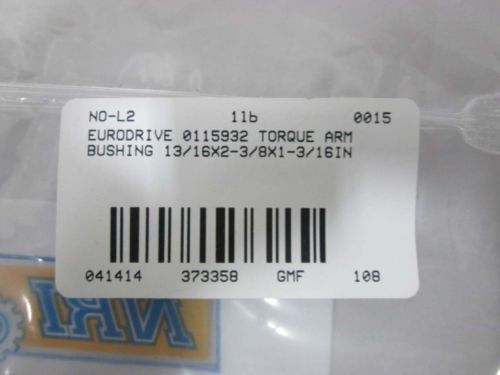 NO-L2 1lb 0015
EURODRIVE 0115932 TORQUE ARM
BUSHING 13/16X2-3/8X1-3/16IN
041414 373358 GMF 108
NRI